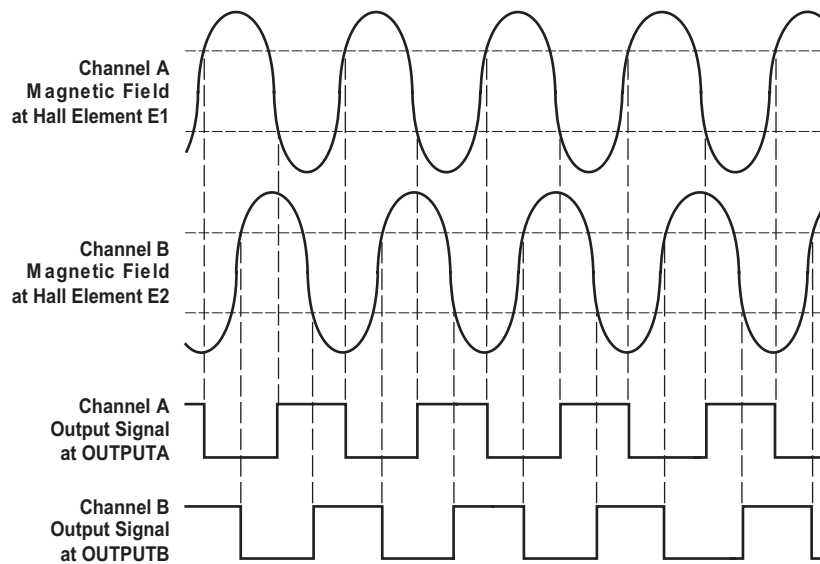 Channel A
Magnetic Field
at Hall Element E1
Channel B
Magnetic Field
at Hall Element E2
Channel A
Output Signal
at OUTPUTA
Channel B
Output Signal
at OUTPUTB